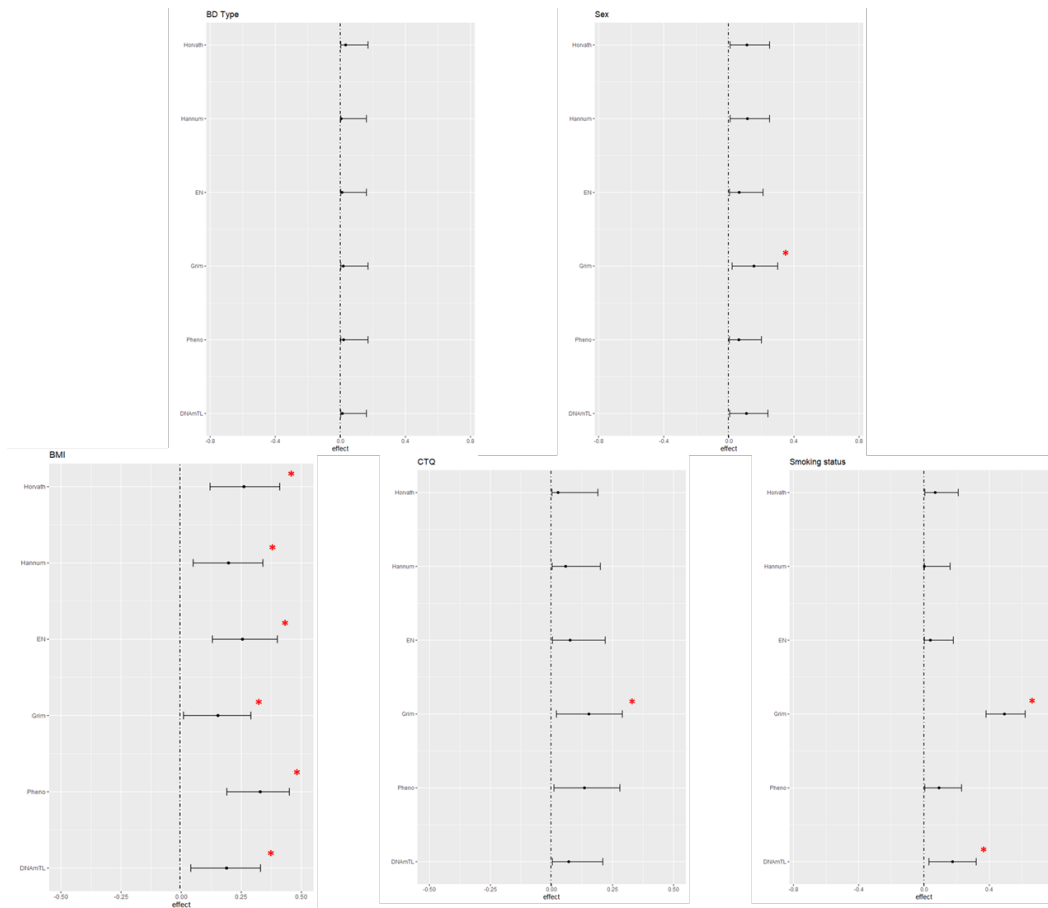 BD Type
Horvath
Hannum
EN
Grim
Pheno
DNAmTL
-0.8 -0.4 0.0 0.4 0.8
effect
Sex
Horvath
Hannum
EN
Grim
*
Pheno
DNAmTL
-0.8 -0.4 0.0 0.4 0.8
effect
BMI
Horvath
*
Hannum
*
EN
*
Grim
*
Pheno
*
DNAmTL
*
-0.50 -0.25 0.00 0.25 0.50
effect
CTQ
Horvath
Hannum
EN
Grim
*
Pheno
DNAmTL
-0.50 -0.25 0.00 0.25 0.50
effect
Smoking status
Horvath
Hannum
EN
Grim
*
Pheno
DNAmTL
*
-0.8 -0.4 0.0 0.4
effect